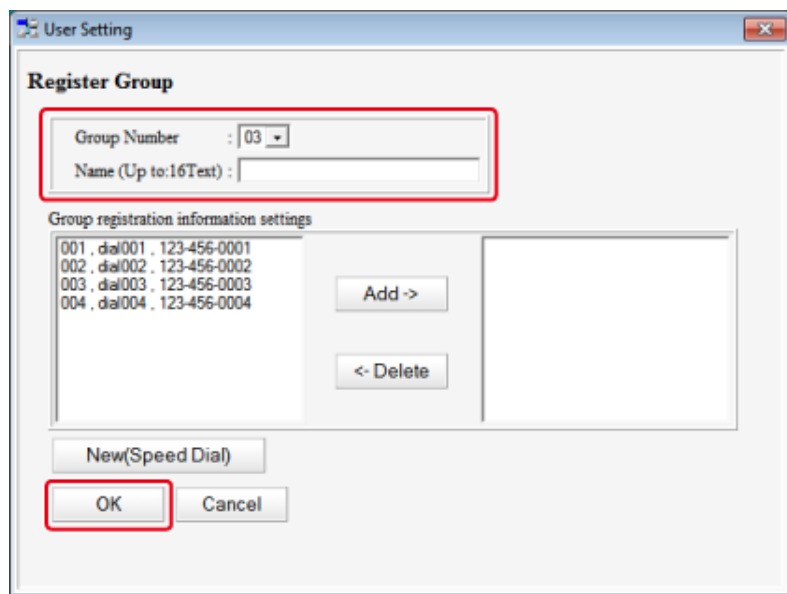 User Setting
Register Group
Group Number : 03
Name (Up to:16Text) :
Group registration information settings
001 , dial001 , 123-456-0001
002 , dial002 , 123-456-0002
003 , dial003 , 123-456-0003
004 , dial004 , 123-456-0004
Add ->
<- Delete
New(Speed Dial)
OK Cancel